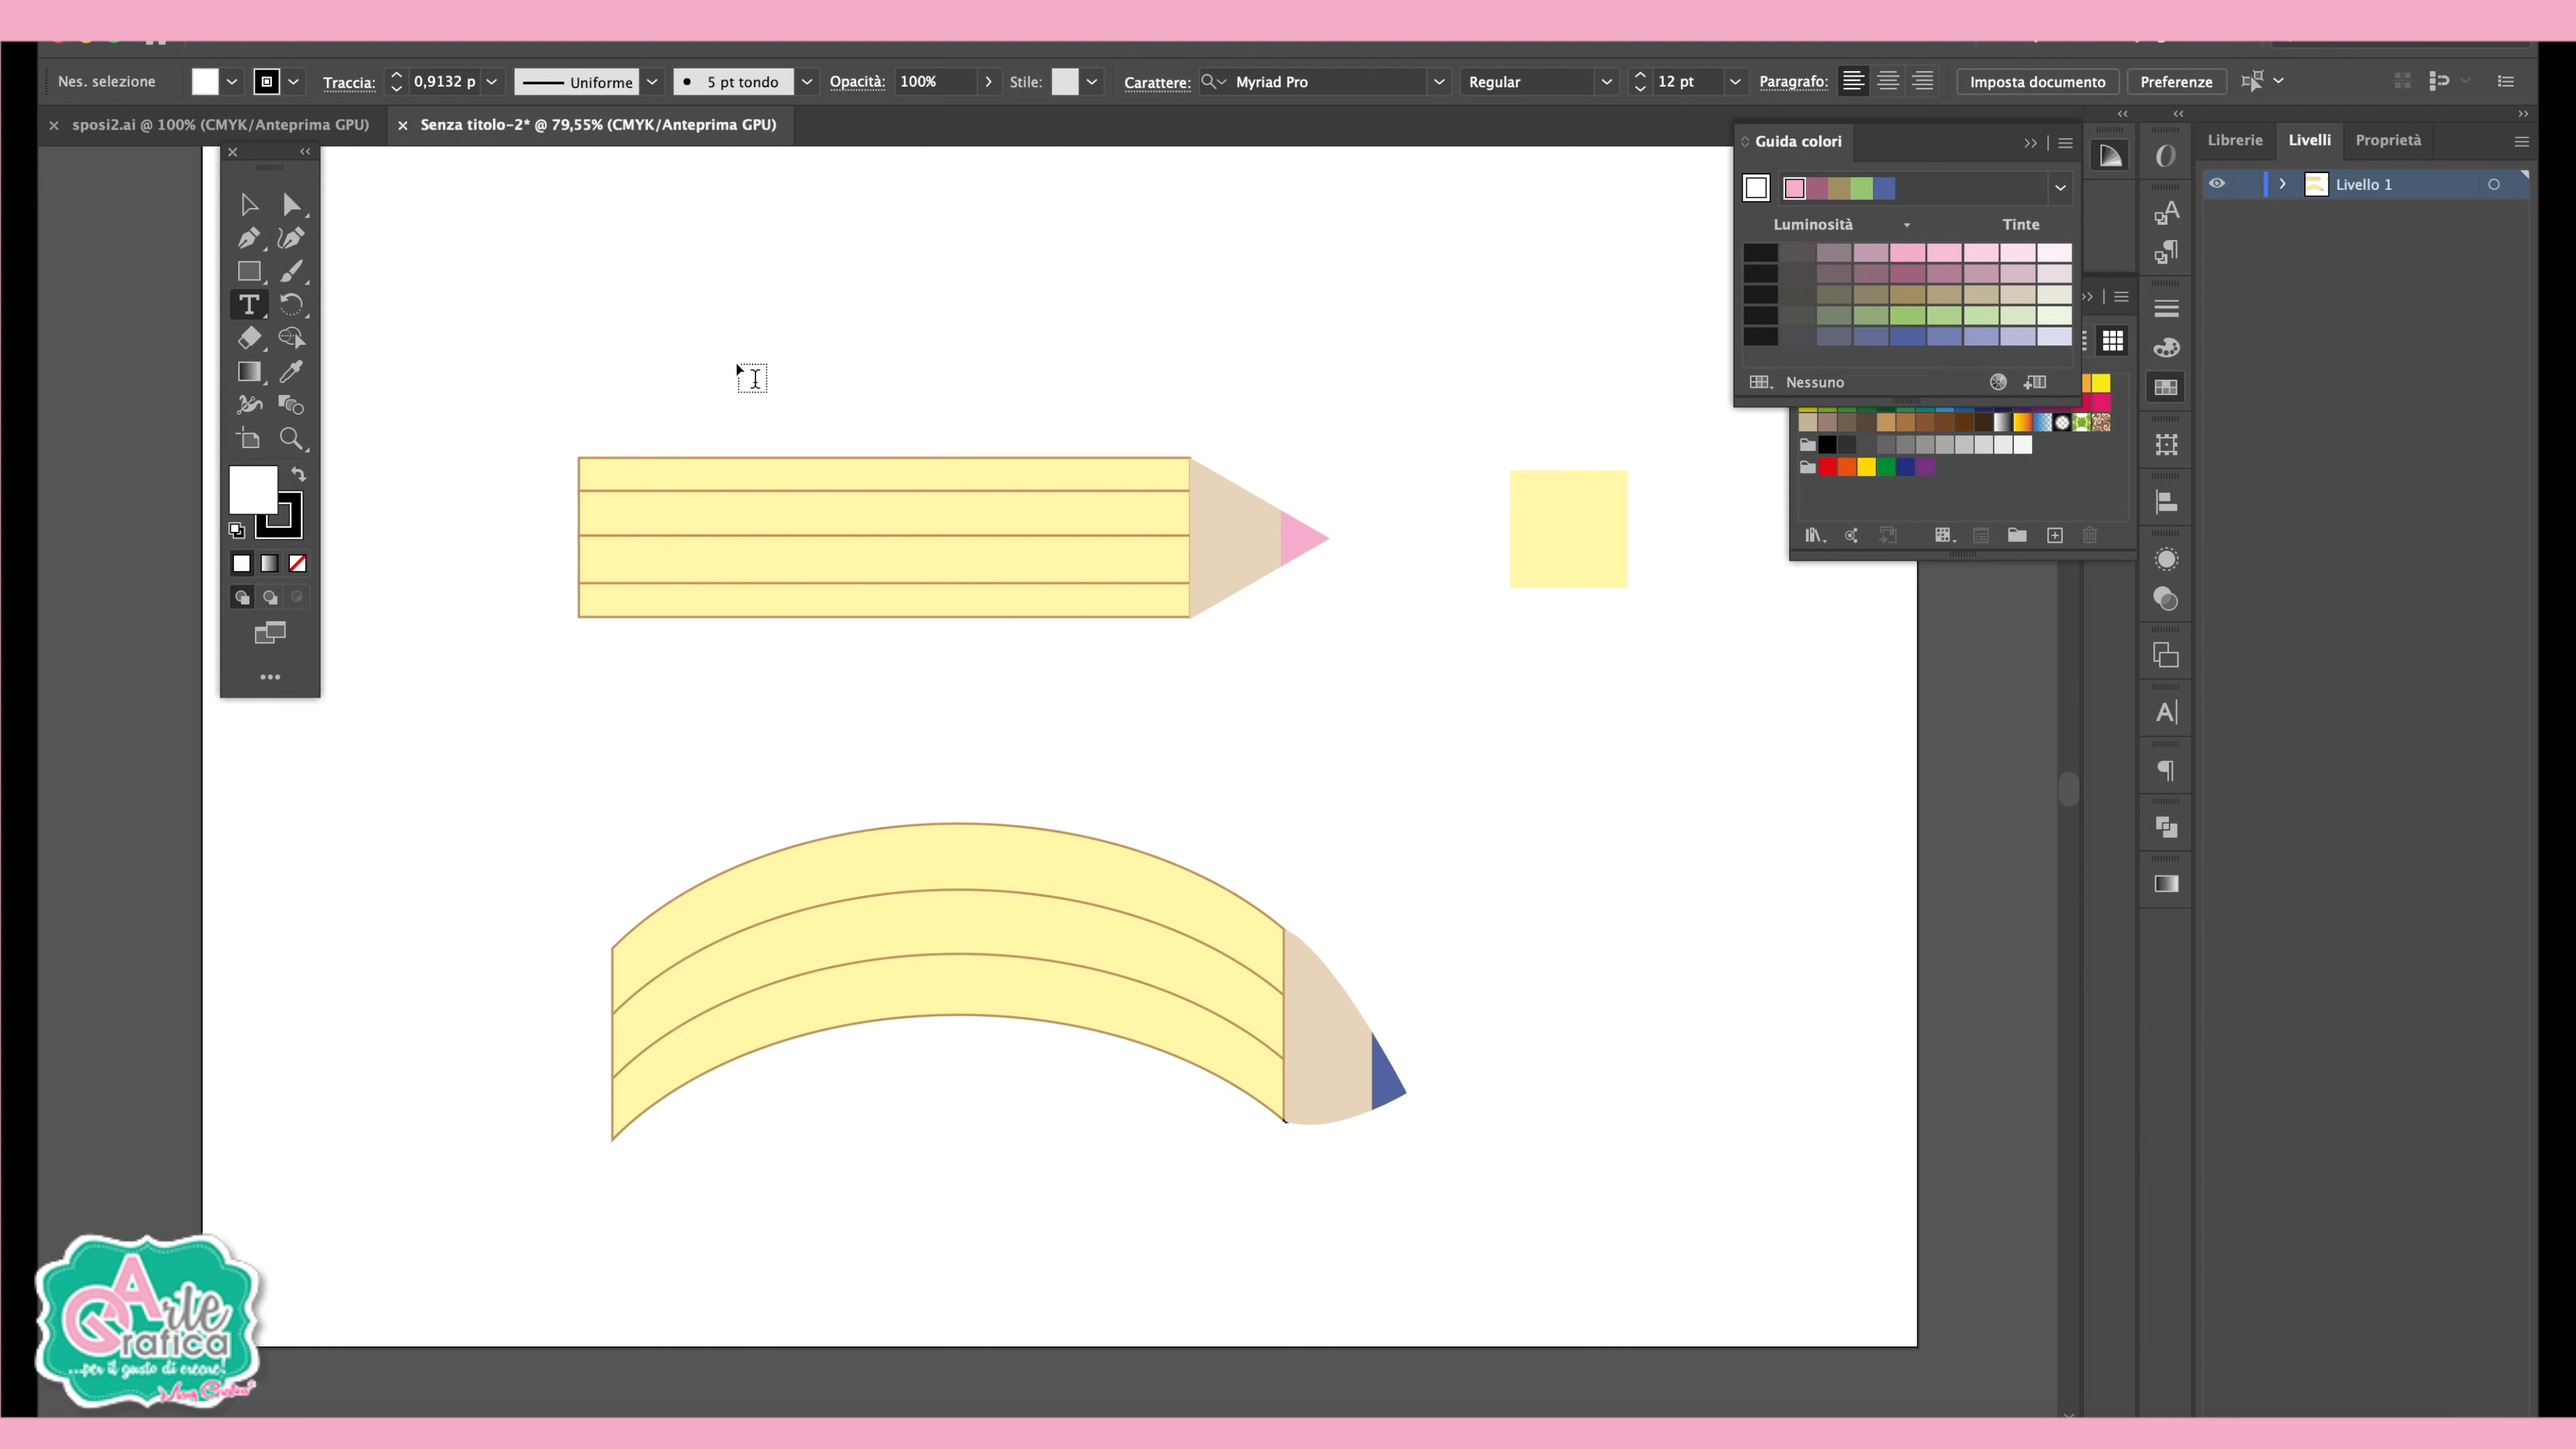 Nes. selezione
Traccia:
0,9132 p
Uniforme
5 pt tondo
Opacità:
100%
Stile:
Carattere:
Myriad Pro
Regular
12 pt
Paragrafo:
Imposta documento
Preferenze
sposi2.ai @ 100% (CMYK/Anteprima GPU)
Senza titolo-2* @ 79,55% (CMYK/Anteprima GPU)
Guida colori
Librerie
Livelli
Proprietà
Livello 1
Luminosità
Tinte
Nessuno
Arte
Grafica
...per il gusto di creare!